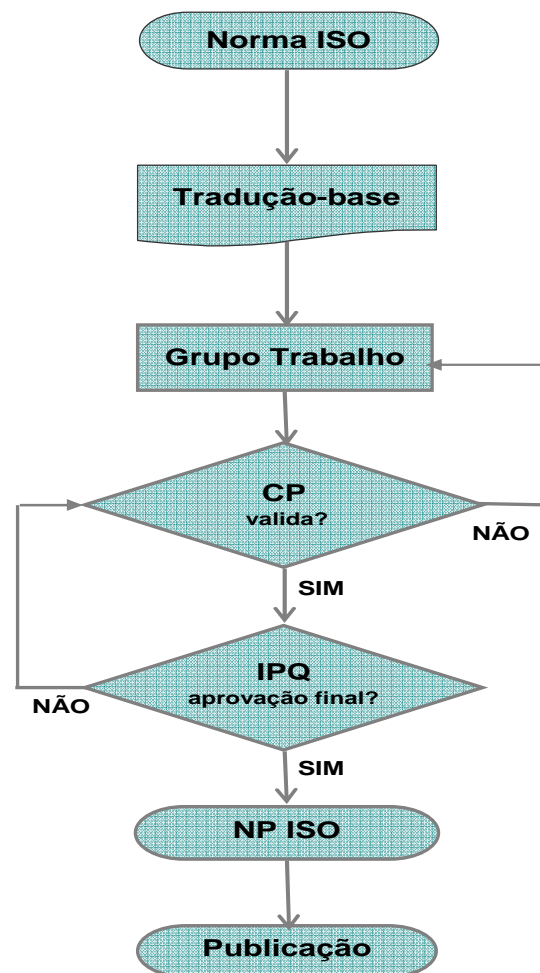 Norma ISO
Tradução-base
Grupo Trabalho
CP
valida?
NÃO
SIM
IPQ
aprovação final?
NÃO
SIM
NP ISO
Publicação